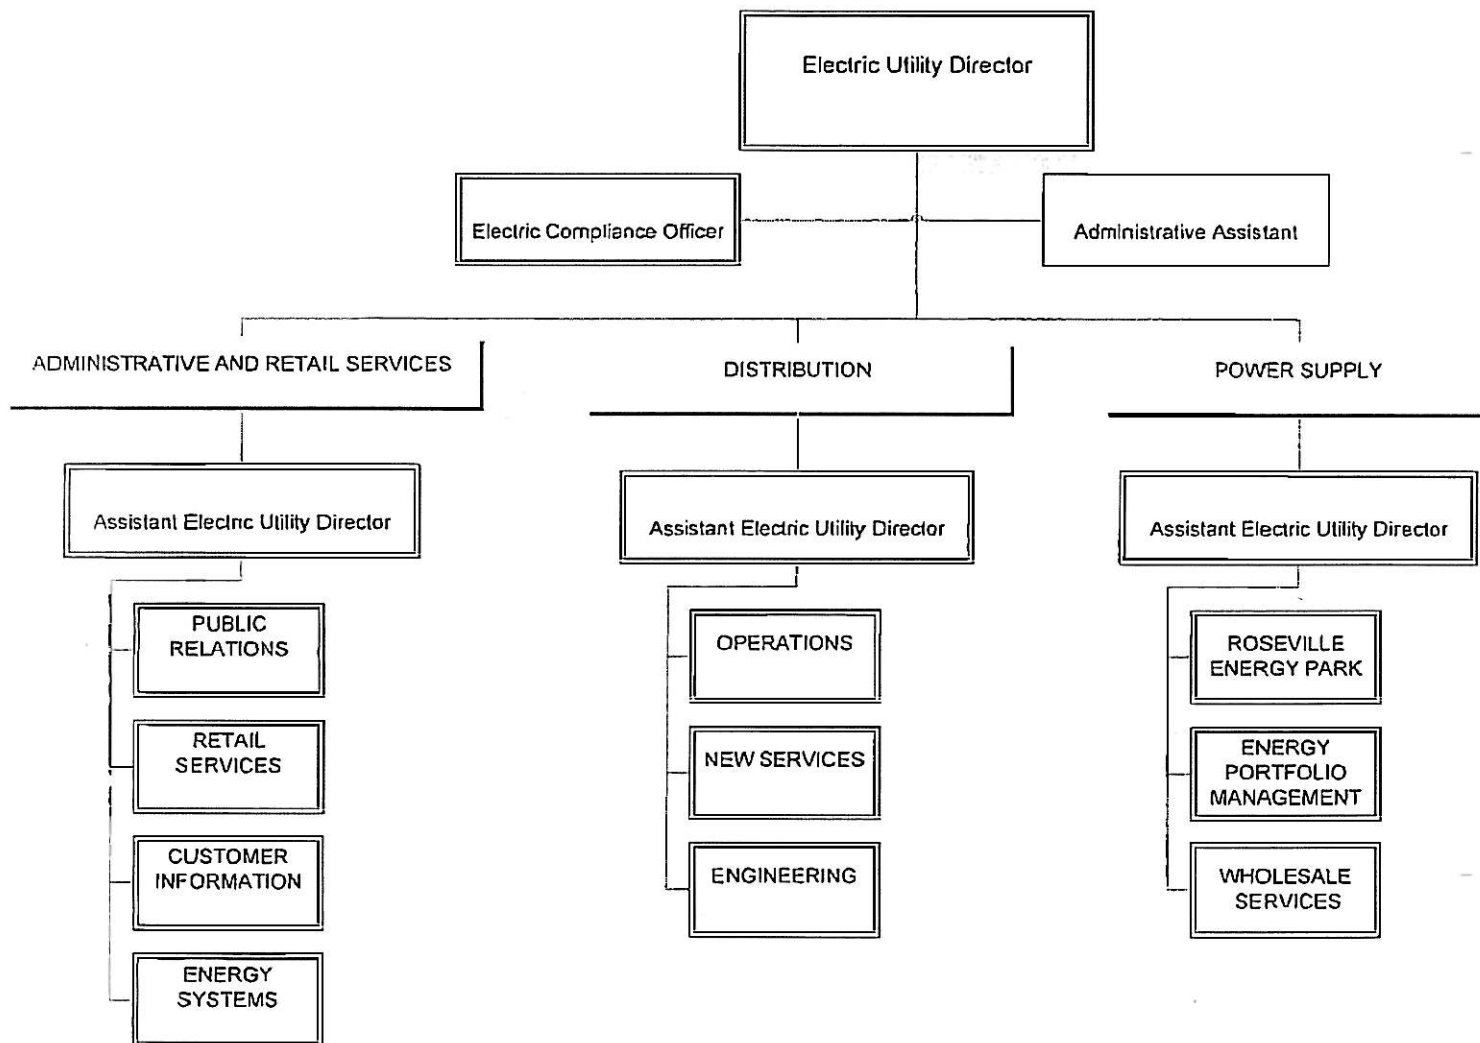 Electric Utility Director
Electric Compliance Officer
Administrative Assistant
ADMINISTRATIVE AND RETAIL SERVICES
DISTRIBUTION
POWER SUPPLY
Assistant Electric Utility Director
Assistant Electric Utility Director
Assistant Electric Utility Director
PUBLIC
RELATIONS
RETAIL
SERVICES
CUSTOMER
INFORMATION
ENERGY
SYSTEMS
OPERATIONS
NEW SERVICES
ENGINEERING
ROSEVILLE
ENERGY PARK
ENERGY
PORTFOLIO
MANAGEMENT
WHOLESALE
SERVICES